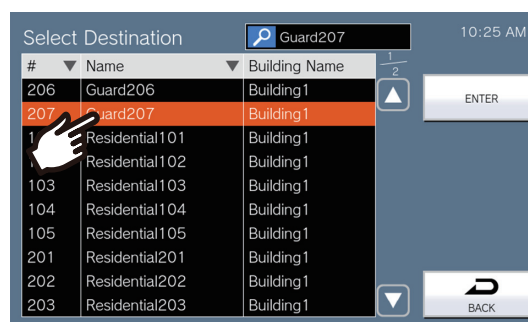 Select Destination Guard207 10:25 AM
# Name Building Name 1/2
206 Guard206 Building1
207 Guard207 Building1
Residential101 Building1
Residential102 Building1
103 Residential103 Building1
104 Residential104 Building1
105 Residential105 Building1
201 Residential201 Building1
202 Residential202 Building1
203 Residential203 Building1
ENTER
BACK